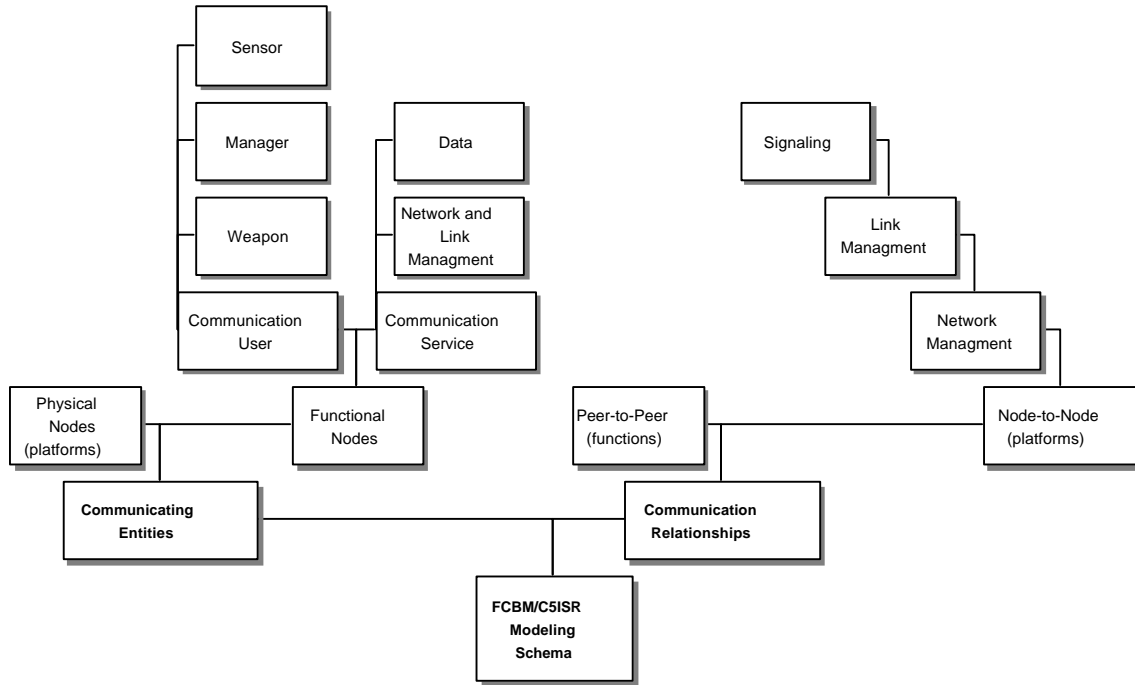 Sensor
Manager
Data
Signaling
Weapon
Network and
Link
Managment
Link
Managment
Communication
User
Communication
Service
Network
Managment
Physical
Nodes
(platforms)
Functional
Nodes
Peer-to-Peer
(functions)
Node-to-Node
(platforms)
Communicating
Entities
Communication
Relationships
FCBM/C5ISR
Modeling
Schema